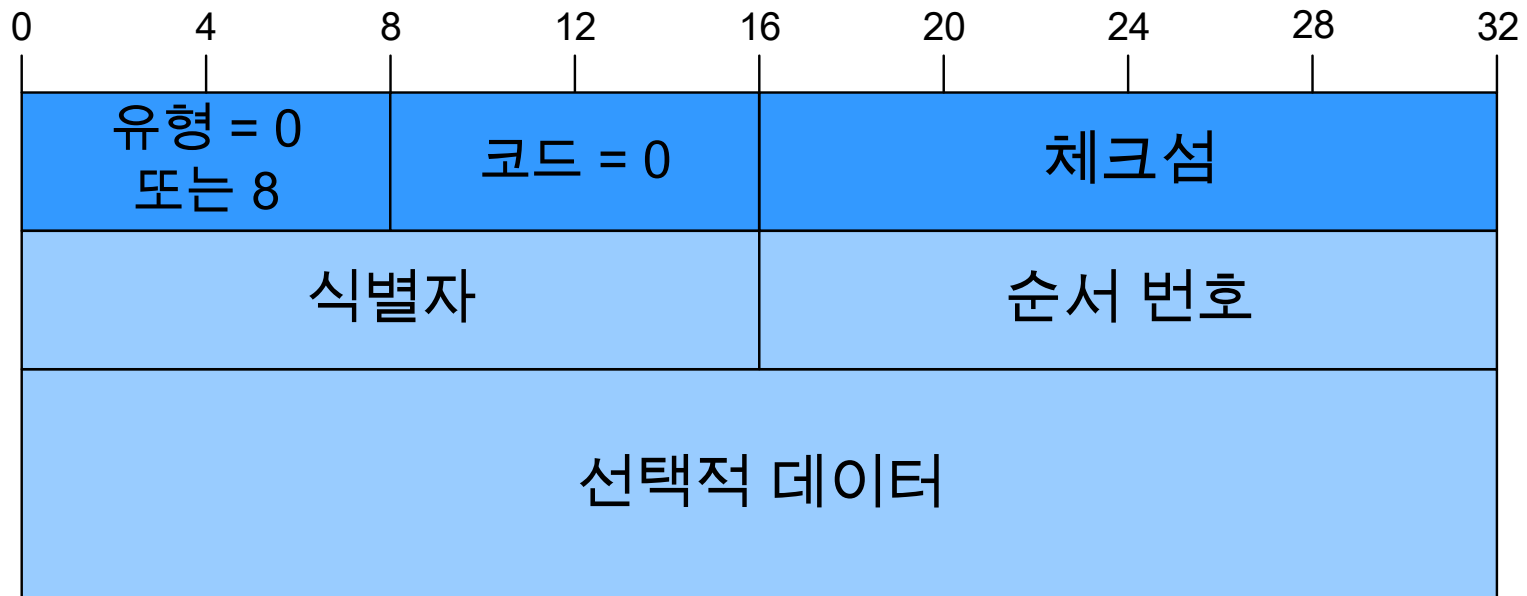 0 4 8 12 16 20 24 28 32
유형 = 0
또는 8
코드 = 0
체크섬
식별자
순서 번호
선택적 데이터